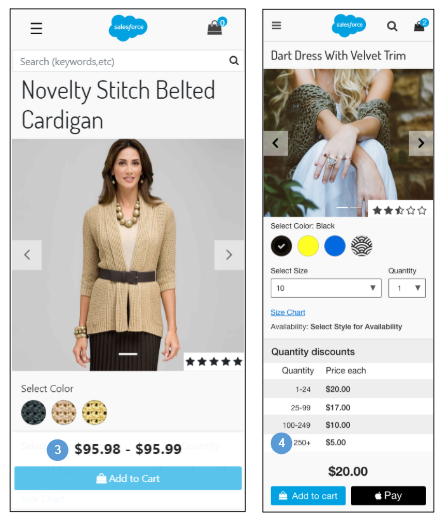 salesforce
0
Search (keywords,etc)
Novelty Stitch Belted
Cardigan
Select Color
3 $95.98 - $95.99
Quantity
Add to Cart
Size Chart
salesforce
2
Dart Dress With Velvet Trim
Select Color: Black
Select Size Quantity
10 1
Size Chart
Availability: Select Style for Availability
Quantity discounts
Quantity Price each
1-24 $20.00
25-99 $17.00
100-249 $10.00
4 250+ $5.00
$20.00
Add to cart Pay